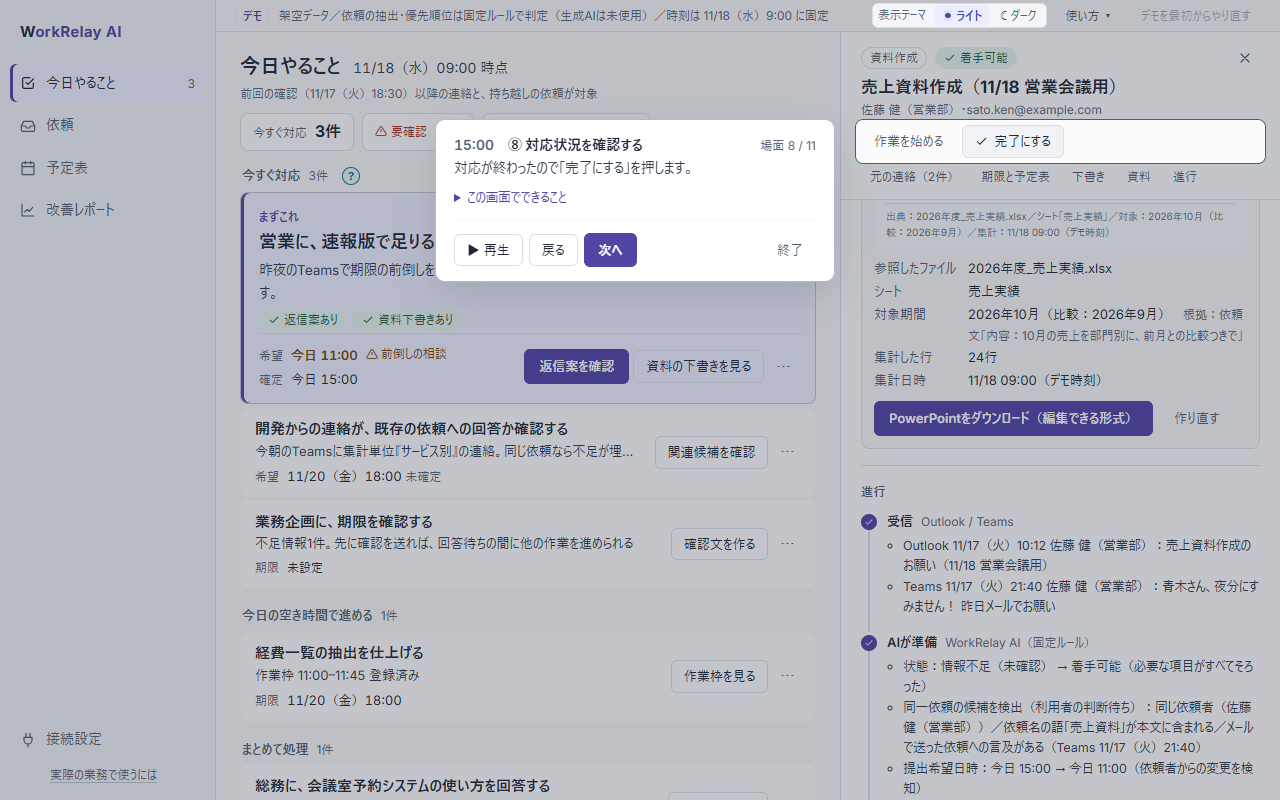 WorkRelay AI
今日やること 3
依頼
予定表
改善レポート
接続設定
実際の業務で使うには
デモ 架空データ／依頼の抽出・優先順位は固定ルールで判定（生成AIは未使用）／時刻は 11/18（水）9:00 に固定
表示テーマ ライト ダーク 使い方 ▼ デモを最初からやり直す
今日やること 11/18（水）09:00 時点
前回の確認（11/17（火）18:30）以降の連絡と、持ち越しの依頼が対象
今すぐ対応 3件 要確認
今すぐ対応 3件 ?
まずこれ
営業に、速報版で足りる
昨夜のTeamsで期限の前倒しを
す。
返信案あり 資料下書きあり
希望 今日 11:00 前倒しの相談
確定 今日 15:00
返信案を確認 資料の下書きを見る …
開発からの連絡が、既存の依頼への回答か確認する
今朝のTeamsに集計単位『サービス別』の連絡。同じ依頼なら不足が埋…
希望 11/20（金）18:00 未確定
関連候補を確認 …
業務企画に、期限を確認する
不足情報1件。先に確認を送れば、回答待ちの間に他の作業を進められる
期限 未設定
確認文を作る …
今日の空き時間で進める 1件
経費一覧の抽出を仕上げる
作業枠 11:00–11:45 登録済み
期限 11/20（金）18:00
作業枠を見る …
まとめて処理 1件
総務に、会議室予約システムの使い方を回答する
15:00 ⑧ 対応状況を確認する 場面 8 / 11
対応が終わったので「完了にする」を押します。
▶ この画面でできること
▶ 再生 戻る 次へ 終了
資料作成 着手可能
売上資料作成（11/18 営業会議用）
佐藤 健（営業部）・sato.ken@example.com
作業を始める 完了にする
元の連絡（2件） 期限と予定表 下書き 資料 進行
出典：2026年度_売上実績.xlsx／シート「売上実績」／対象：2026年10月（比
較：2026年9月）／集計：11/18 09:00（デモ時刻）
参照したファイル 2026年度_売上実績.xlsx
シート 売上実績
対象期間 2026年10月（比較：2026年9月） 根拠：依頼
文「内容：10月の売上を部門別に、前月との比較つきで」
集計した行 24行
集計日時 11/18 09:00（デモ時刻）
PowerPointをダウンロード（編集できる形式） 作り直す
進行
受信 Outlook / Teams
Outlook 11/17（火）10:12 佐藤 健（営業部）：売上資料作成の
お願い（11/18 営業会議用）
Teams 11/17（火）21:40 佐藤 健（営業部）：青木さん、夜分にす
みません！ 昨日メールでお願い
AIが準備 WorkRelay AI（固定ルール）
状態：情報不足（未確認） → 着手可能（必要な項目がすべてそろ
った）
同一依頼の候補を検出（利用者の判断待ち）：同じ依頼者（佐藤
健（営業部））／依頼名の語「売上資料」が本文に含まれる／メール
で送った依頼への言及がある（Teams 11/17（火）21:40）
提出希望日時：今日 15:00 → 今日 11:00（依頼者からの変更を検
知）